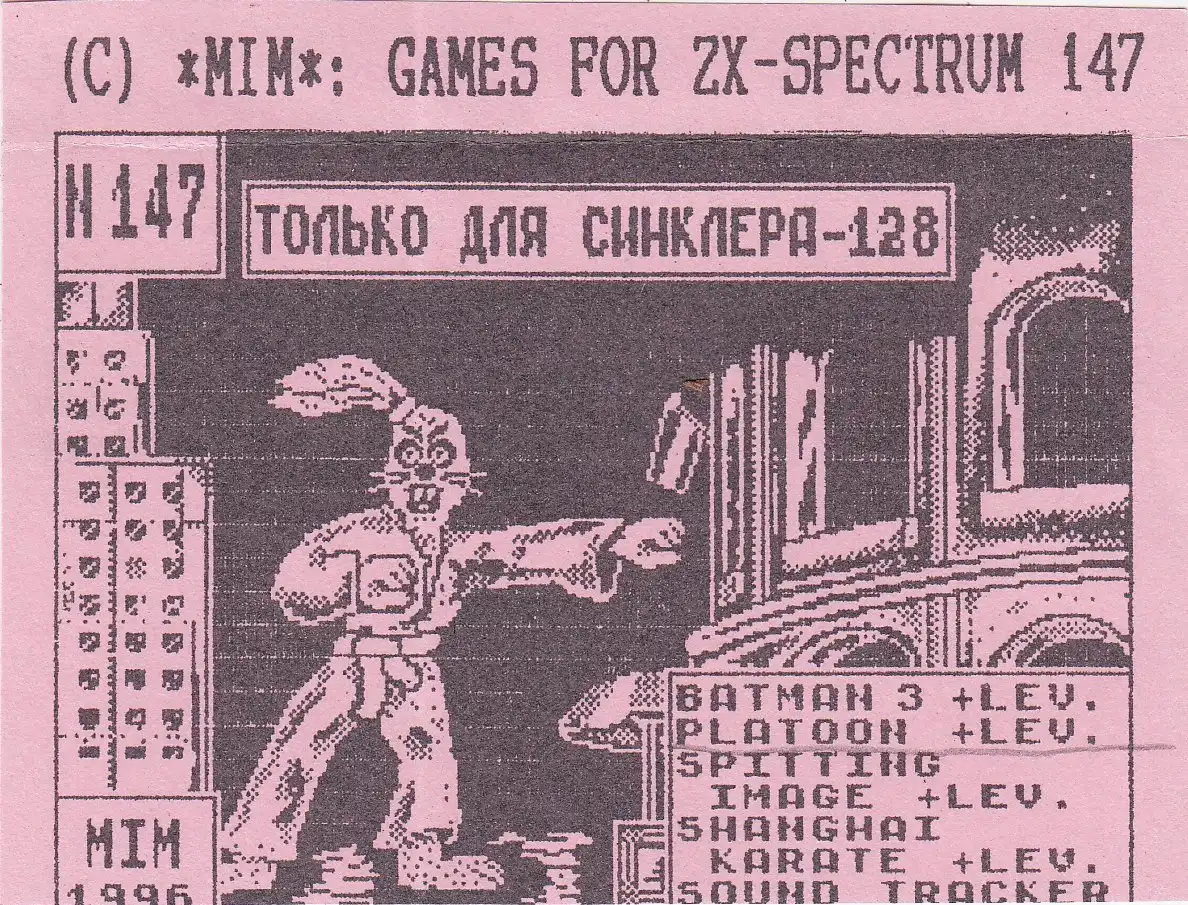 (C) *MIM*: GAMES FOR ZX-SPECTRUM 147
N 147
ТОЛЬКО ДЛЯ СИНКЛЕРА-128
BATMAN 3 +LEV.
PLATOON +LEV.
SPITTING
IMAGE +LEV.
SHANGHAI
KARATE +LEV.
SOUND TRACKER
MIM
1996